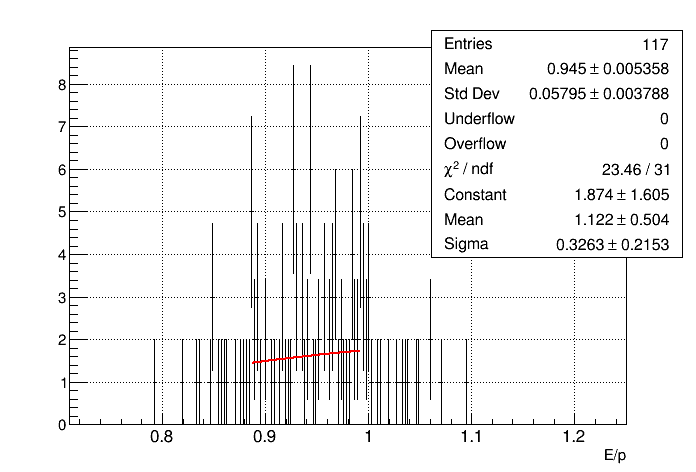 Entries 117
Mean 0.945 ± 0.005358
Std Dev 0.05795 ± 0.003788
Underflow 0
Overflow 0
χ² / ndf 23.46 / 31
Constant 1.874 ± 1.605
Mean 1.122 ± 0.504
Sigma 0.3263 ± 0.2153
8
7
6
5
4
3
2
1
0
0.8 0.9 1 1.1 1.2
E/p